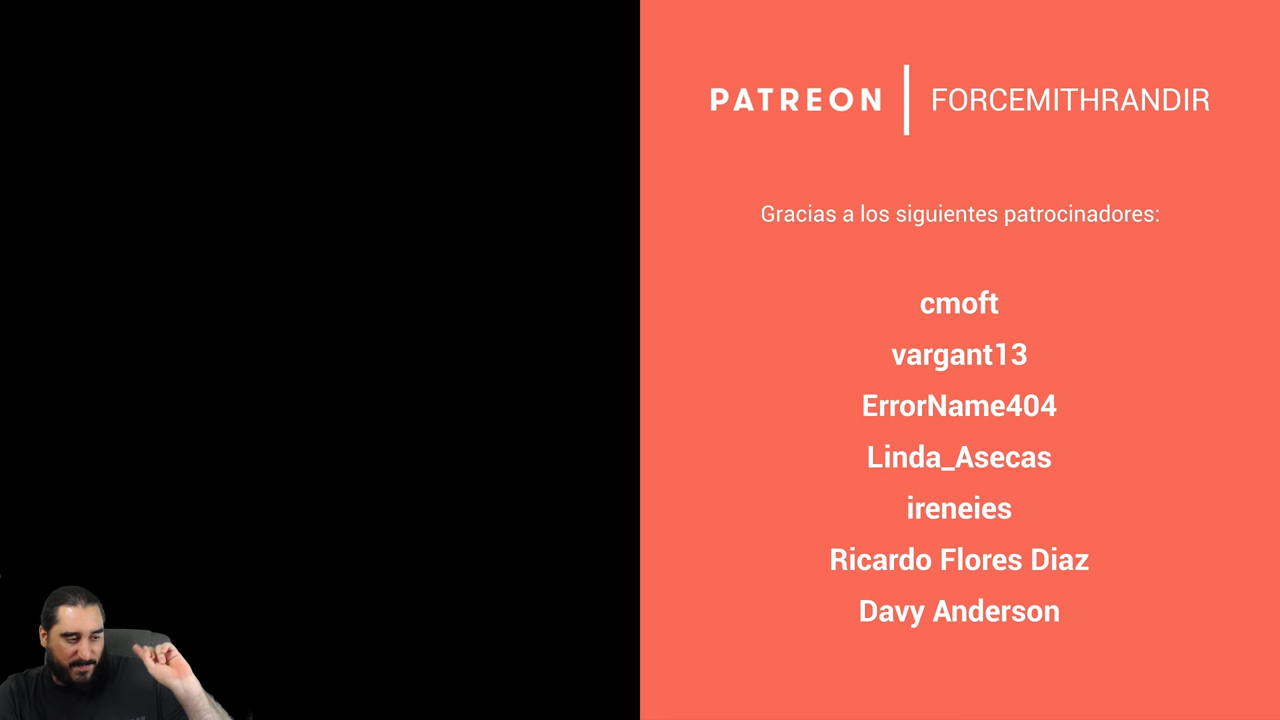 PATREON | FORCEMITHRANDIR
Gracias a los siguientes patrocinadores:
cmoft
vargant13
ErrorName404
Linda_Asecas
ireneies
Ricardo Flores Diaz
Davy Anderson